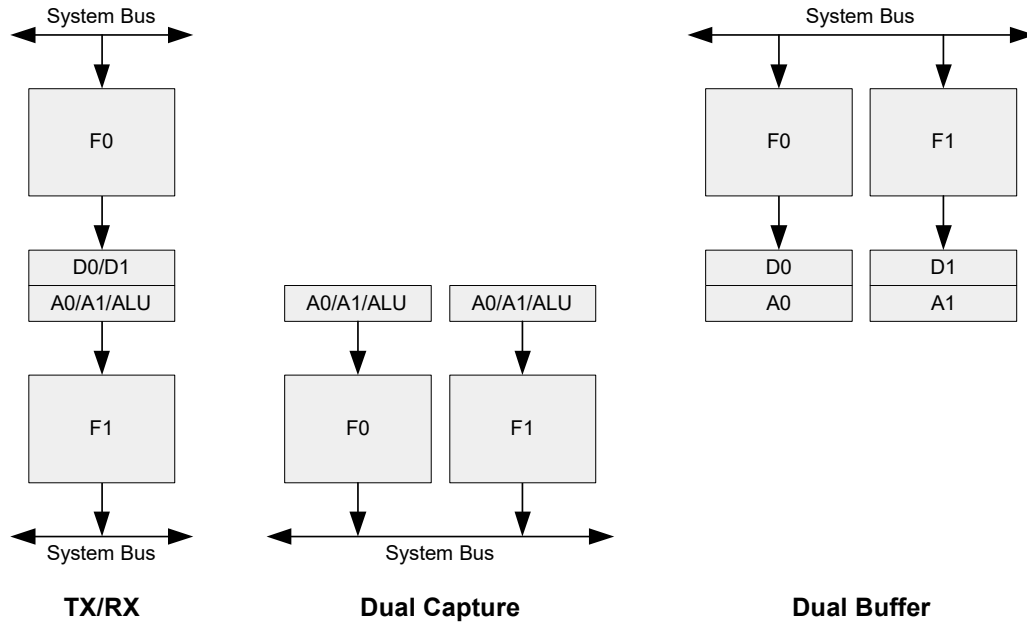 System Bus
F0
D0/D1
A0/A1/ALU
F1
System Bus
TX/RX
A0/A1/ALU A0/A1/ALU
F0 F1
System Bus
Dual Capture
System Bus
F0 F1
D0 D1
A0 A1
Dual Buffer